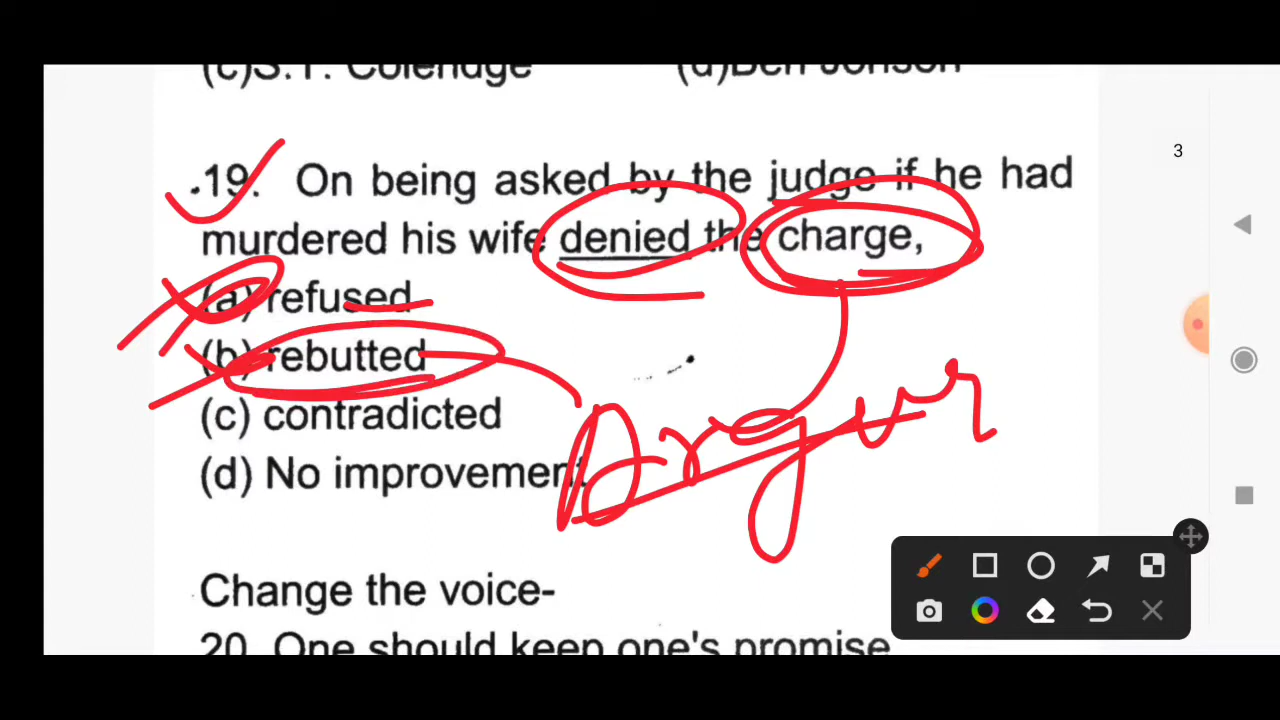 (c)S.T. Coleridge (d)Ben Jonson
3
.19. On being asked by the judge if he had
murdered his wife denied the charge,
(a) refused
(b) rebutted
(c) contradicted
(d) No improvement
Change the voice-
20. One should keep one's promise